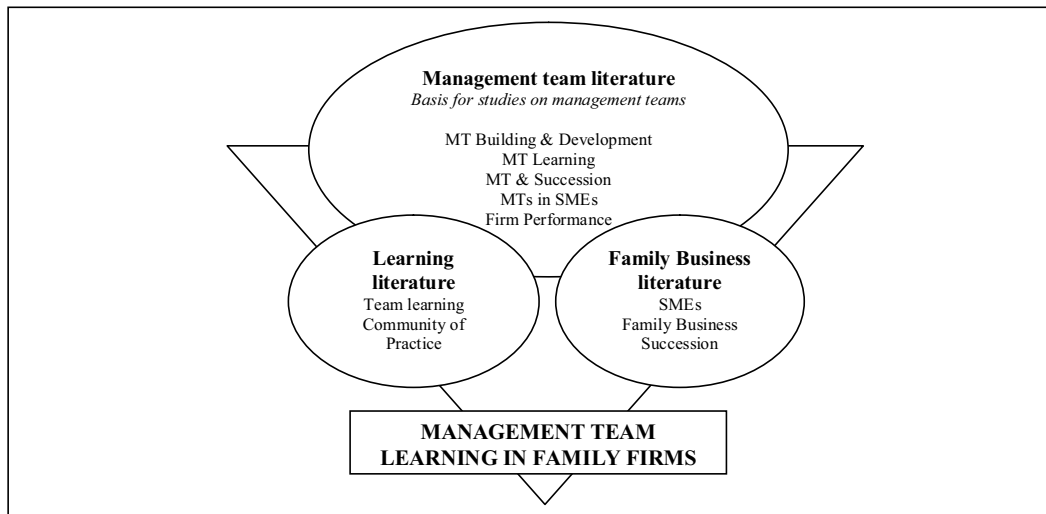 Management team literature
Basis for studies on management teams
MT Building & Development
MT Learning
MT & Succession
MTs in SMEs
Firm Performance
Learning
literature
Team learning
Community of
Practice
Family Business
literature
SMEs
Family Business
Succession
MANAGEMENT TEAM
LEARNING IN FAMILY FIRMS